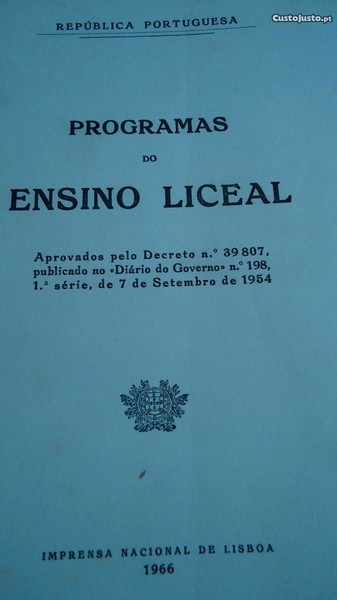 CustoJusto.pt
REPÚBLICA PORTUGUESA
PROGRAMAS
DO
ENSINO LICEAL
Aprovados pelo Decreto n.º 39 807,
publicado no «Diário do Governo» n.º 198,
1.ª série, de 7 de Setembro de 1954
IMPRENSA NACIONAL DE LISBOA
1966